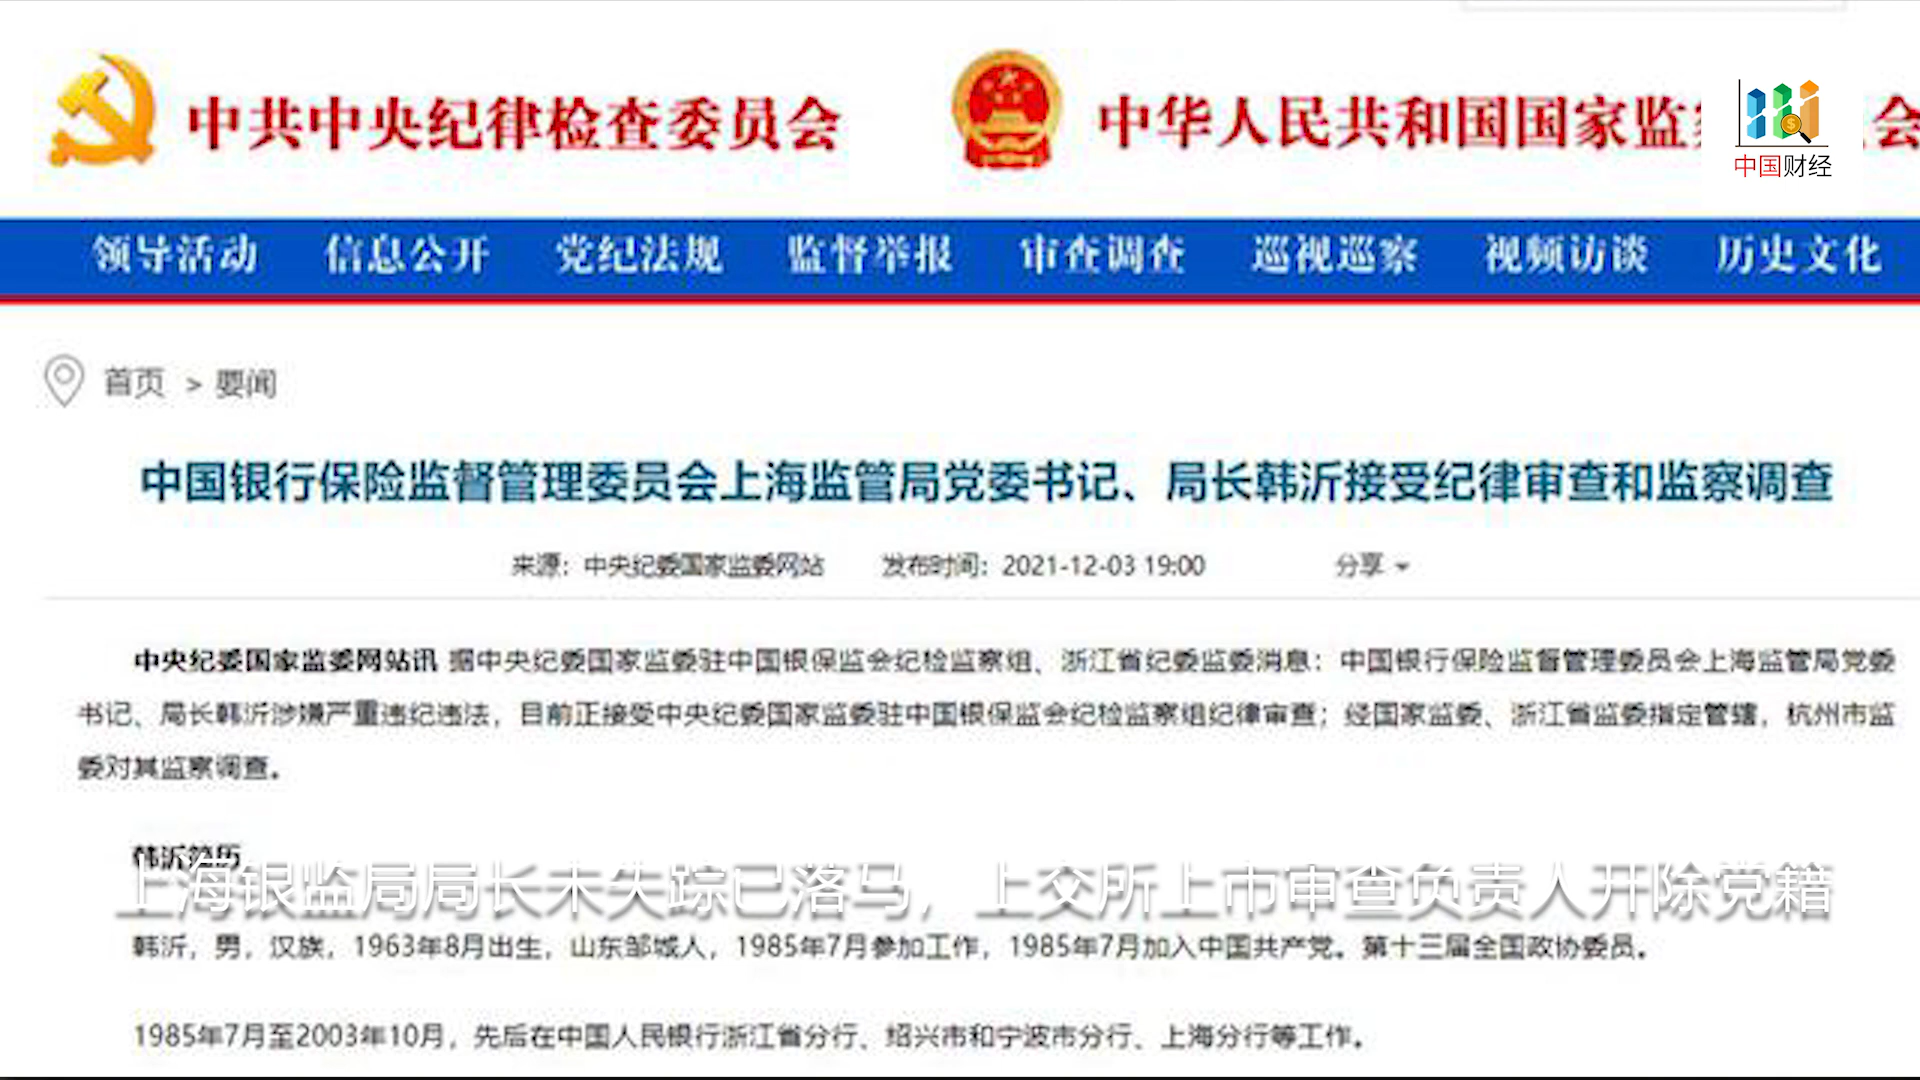 中共中央纪律检查委员会
中华人民共和国国家监
会
中国财经
领导活动 信息公开 党纪法规 监督举报 审查调查 巡视巡察 视频访谈 历史文化
首页 > 要闻
中国银行保险监督管理委员会上海监管局党委书记、局长韩沂接受纪律审查和监察调查
来源：中央纪委国家监委网站 发布时间：2021-12-03 19:00 分享
中央纪委国家监委网站讯 据中央纪委国家监委驻中国银保监会纪检监察组、浙江省纪委监委消息：中国银行保险监督管理委员会上海监管局党委
书记、局长韩沂涉嫌严重违纪违法，目前正接受中央纪委国家监委驻中国银保监会纪检监察组纪律审查；经国家监委、浙江省监委指定管辖，杭州市监
委对其监察调查。
韩沂简历
上海银监局局长未失踪已落马，上交所上市审查负责人开除党籍
韩沂，男，汉族，1963年8月出生，山东邹城人，1985年7月参加工作，1985年7月加入中国共产党。第十三届全国政协委员。
1985年7月至2003年10月，先后在中国人民银行浙江省分行、绍兴市和宁波市分行、上海分行等工作。